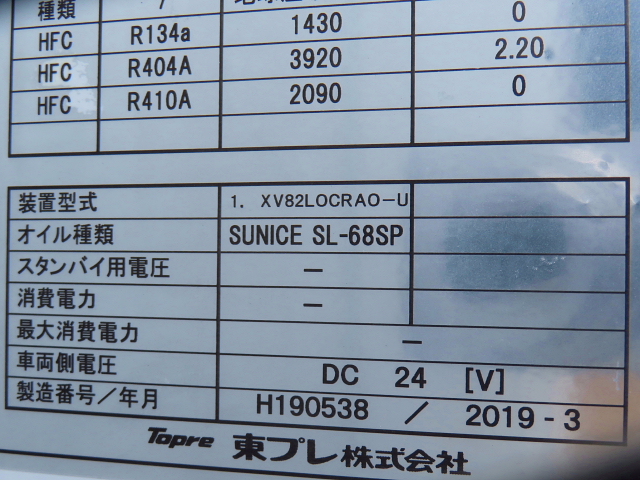 種類 0
HFC R134a 1430
HFC R404A 3920 2.20
HFC R410A 2090 0
装置型式 1. XV82LOCRAO-U
オイル種類 SUNICE SL-68SP
スタンバイ用電圧 －
消費電力 －
最大消費電力 －
車両側電圧 DC 24 [V]
製造番号／年月 H190538 ／ 2019-3
Topre 東プレ株式会社